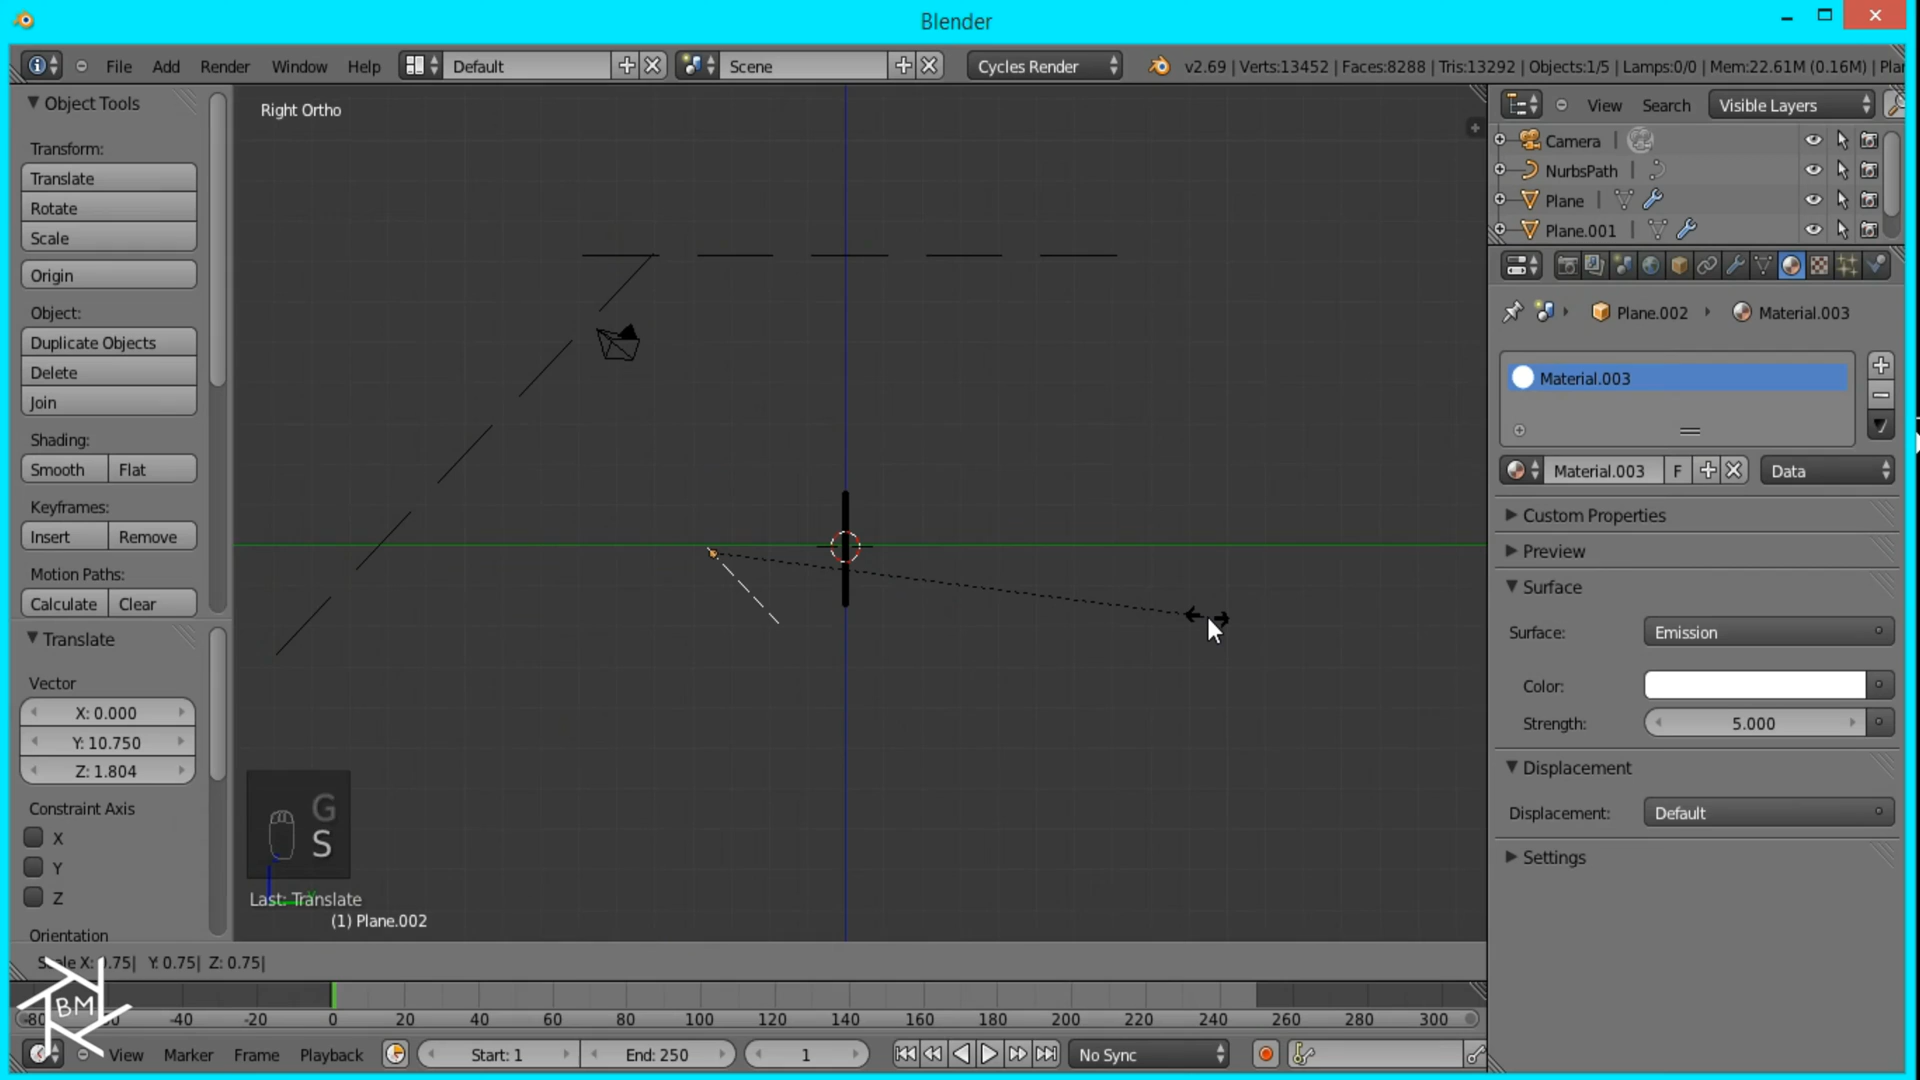 Blender
File Add Render Window Help Default Scene Cycles Render v2.69 | Verts:13452 | Faces:8288 | Tris:13292 | Objects:1/5 | Lamps:0/0 | Mem:22.61M (0.16M) | Plan
Object Tools
Right Ortho
View Search Visible Layers
Transform:
Translate
Rotate
Scale
Origin
Object:
Duplicate Objects
Delete
Join
Shading:
Smooth Flat
Keyframes:
Insert Remove
Motion Paths:
Calculate Clear
Translate
Vector
X: 0.000
Y: 10.750
Z: 1.804
Constraint Axis
X
Y
Z
Orientation
G
S
Last: Translate
(1) Plane.002
Camera
NurbsPath
Plane
Plane.001
Plane.002 Material.003
Material.003
Material.003 F Data
Custom Properties
Preview
Surface
Surface: Emission
Color:
Strength: 5.000
Displacement
Displacement: Default
Settings
Y: 0.75| Z: 0.75|
BM
-40 -20 0 20 40 60 80 100 120 140 160 180 200 220 240 260 280 300
View Marker Frame Playback Start: 1 End: 250 1 No Sync